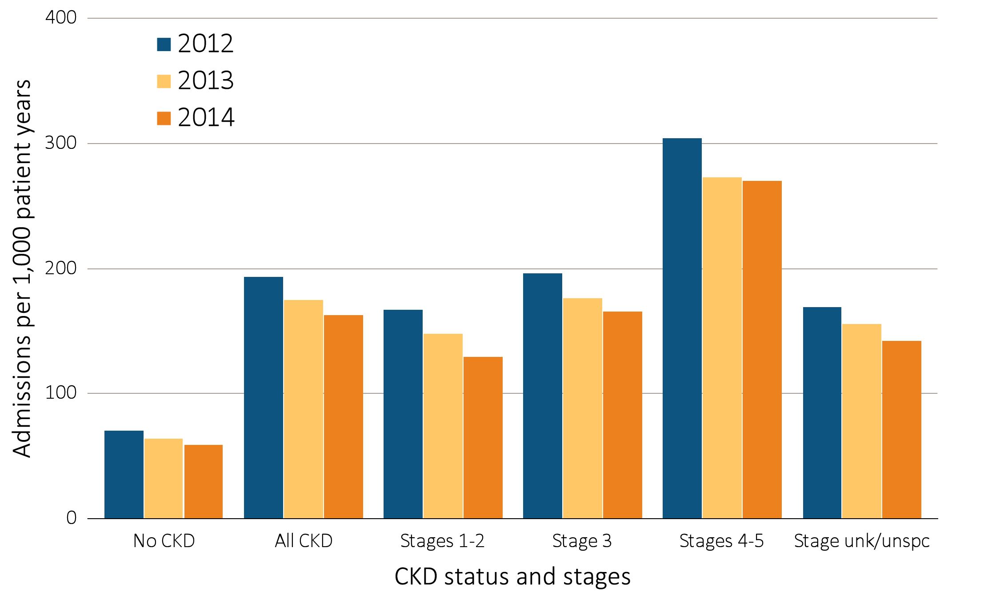 400
300
200
100
0
Admissions per 1,000 patient years
2012
2013
2014
No CKD
All CKD
Stages 1-2
Stage 3
Stages 4-5
Stage unk/unspc
CKD status and stages